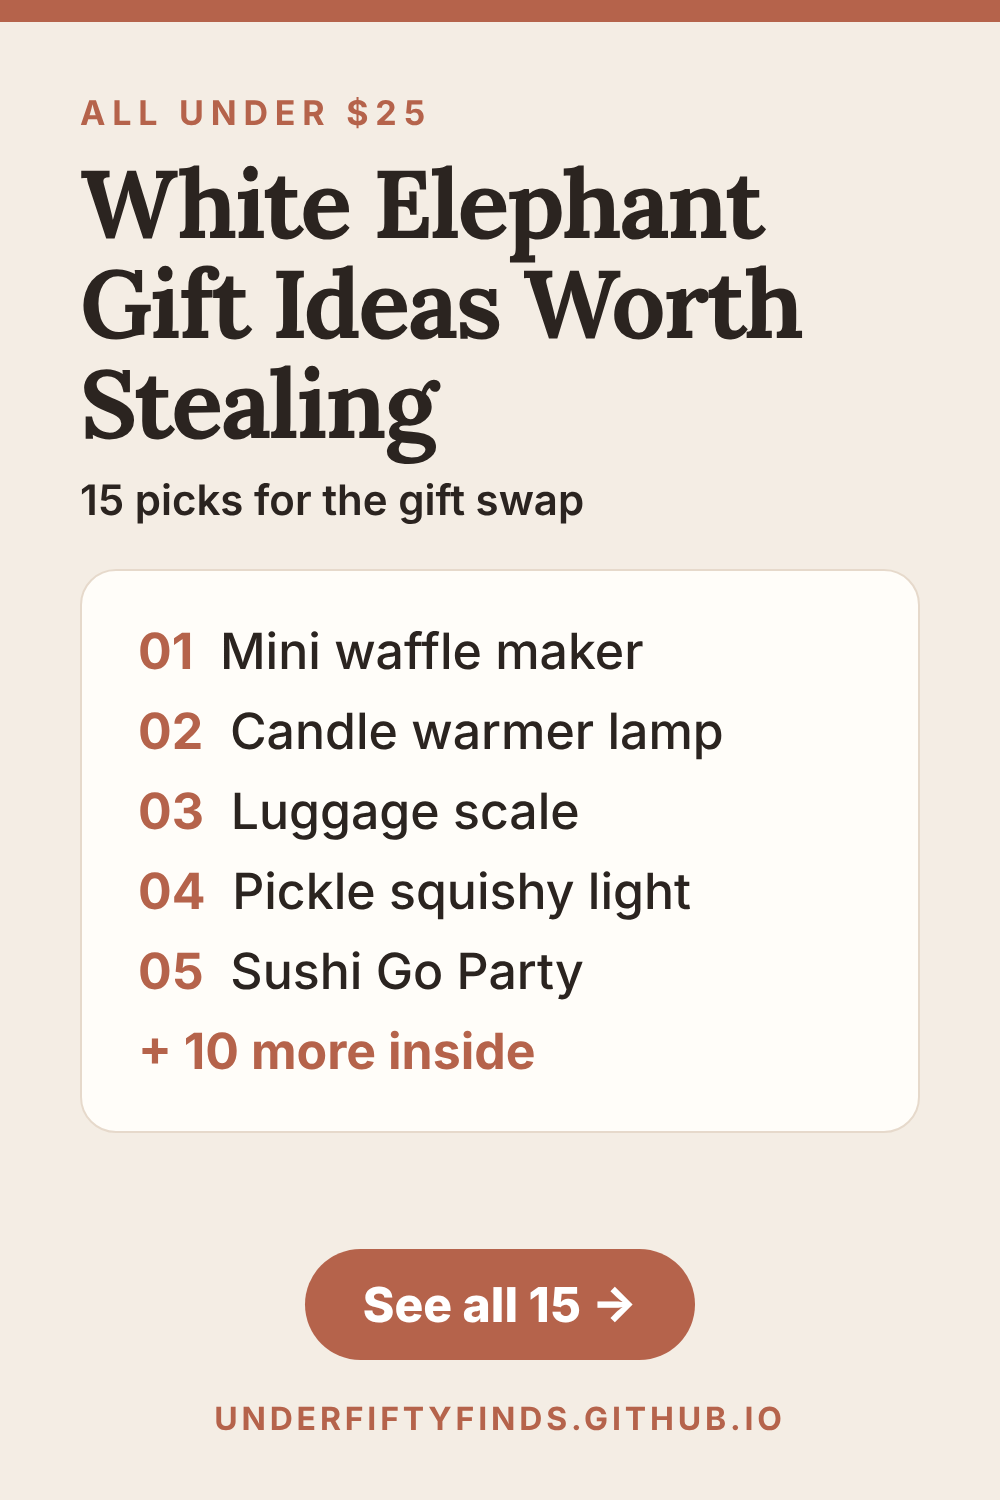 ALL UNDER $25
White Elephant
Gift Ideas Worth
Stealing
15 picks for the gift swap
01 Mini waffle maker
02 Candle warmer lamp
03 Luggage scale
04 Pickle squishy light
05 Sushi Go Party
+ 10 more inside
See all 15 →
UNDERFIFTYFINDS.GITHUB.IO